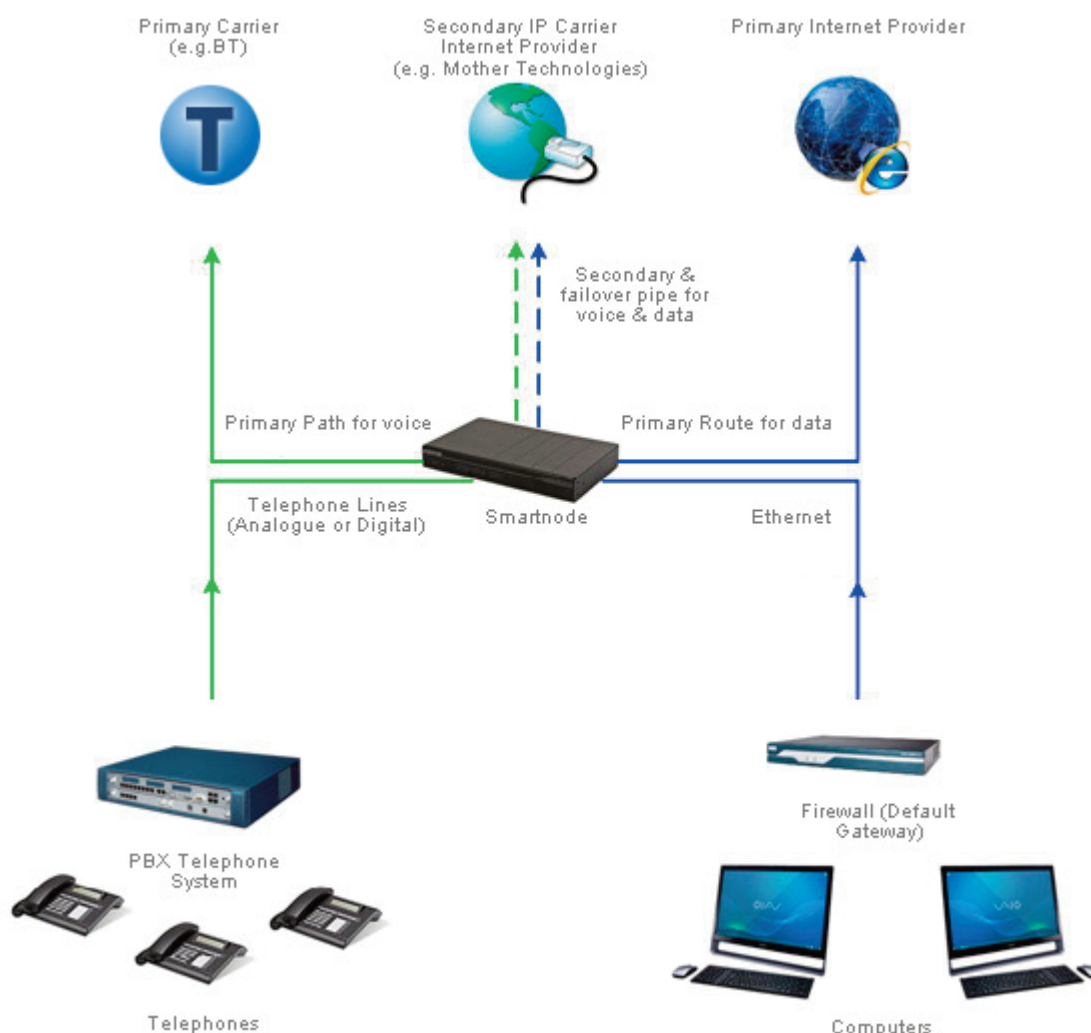 Primary Carrier
(e.g.BT)
Secondary IP Carrier
Internet Provider
(e.g. Mother Technologies)
Primary Internet Provider
T
e
Secondary &
failover pipe for
voice & data
Primary Path for voice
Primary Route for data
Telephone Lines
(Analogue or Digital)
Smartnode
Ethernet
PBX Telephone
System
Firewall (Default
Gateway)
VAIO
VAIO
Telephones
Computers